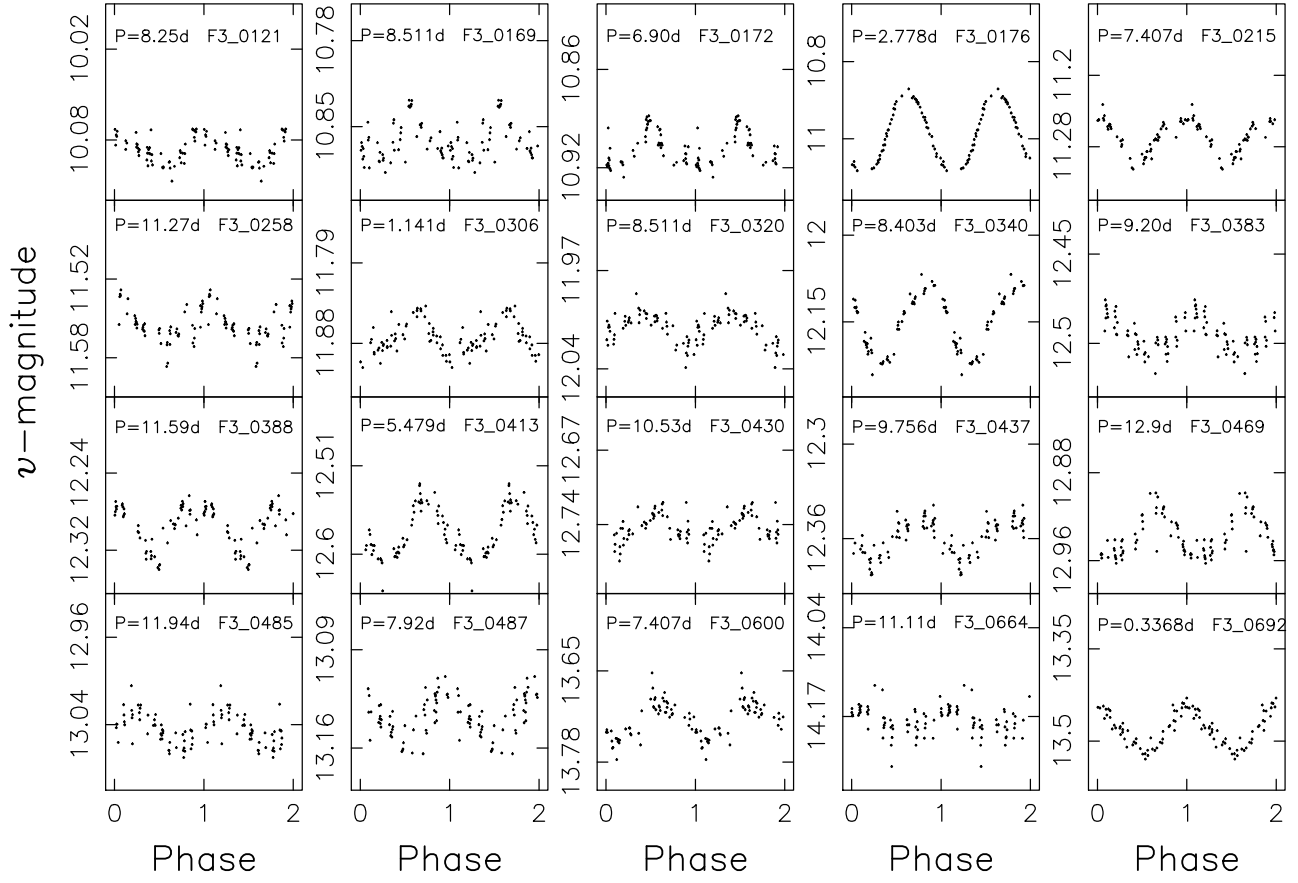 v-magnitude
10.02
10.08
P=8.25d F3_0121
10.78
10.85
P=8.511d F3_0169
10.86
10.92
P=6.90d F3_0172
10.8
11
P=2.778d F3_0176
11.2
11.28
P=7.407d F3_0215
11.52
11.58
P=11.27d F3_0258
11.79
11.88
P=1.141d F3_0306
11.97
12.04
P=8.511d F3_0320
12
12.15
P=8.403d F3_0340
12.45
12.5
P=9.20d F3_0383
12.24
12.32
P=11.59d F3_0388
12.51
12.6
P=5.479d F3_0413
12.67
12.74
P=10.53d F3_0430
12.3
12.36
P=9.756d F3_0437
12.88
12.96
P=12.9d F3_0469
12.96
13.04
P=11.94d F3_0485
13.09
13.16
P=7.92d F3_0487
13.65
13.78
P=7.407d F3_0600
14.04
14.17
P=11.11d F3_0664
13.35
13.5
P=0.3368d F3_0692
0 1 2
0 1 2
0 1 2
0 1 2
0 1 2
Phase
Phase
Phase
Phase
Phase